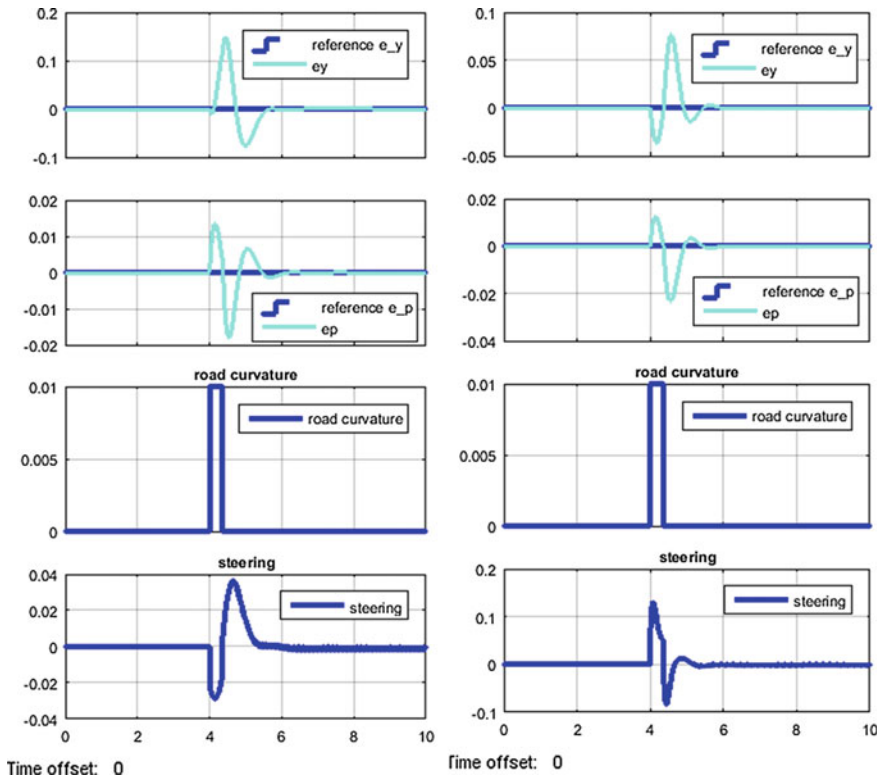 0.2
0.1
0
-0.1
reference e_y
ey
0.02
0.01
0
-0.01
-0.02
reference e_p
ep
road curvature
0.01
0.005
0
road curvature
steering
0.04
0.02
0
-0.02
-0.04
steering
0 2 4 6 8 10
Time offset: 0
0.1
0.05
0
-0.05
reference e_y
ey
0.02
0
-0.02
-0.04
reference e_p
ep
road curvature
0.01
0.005
0
road curvature
steering
0.2
0.1
0
-0.1
steering
0 2 4 6 8 10
Time offset: 0